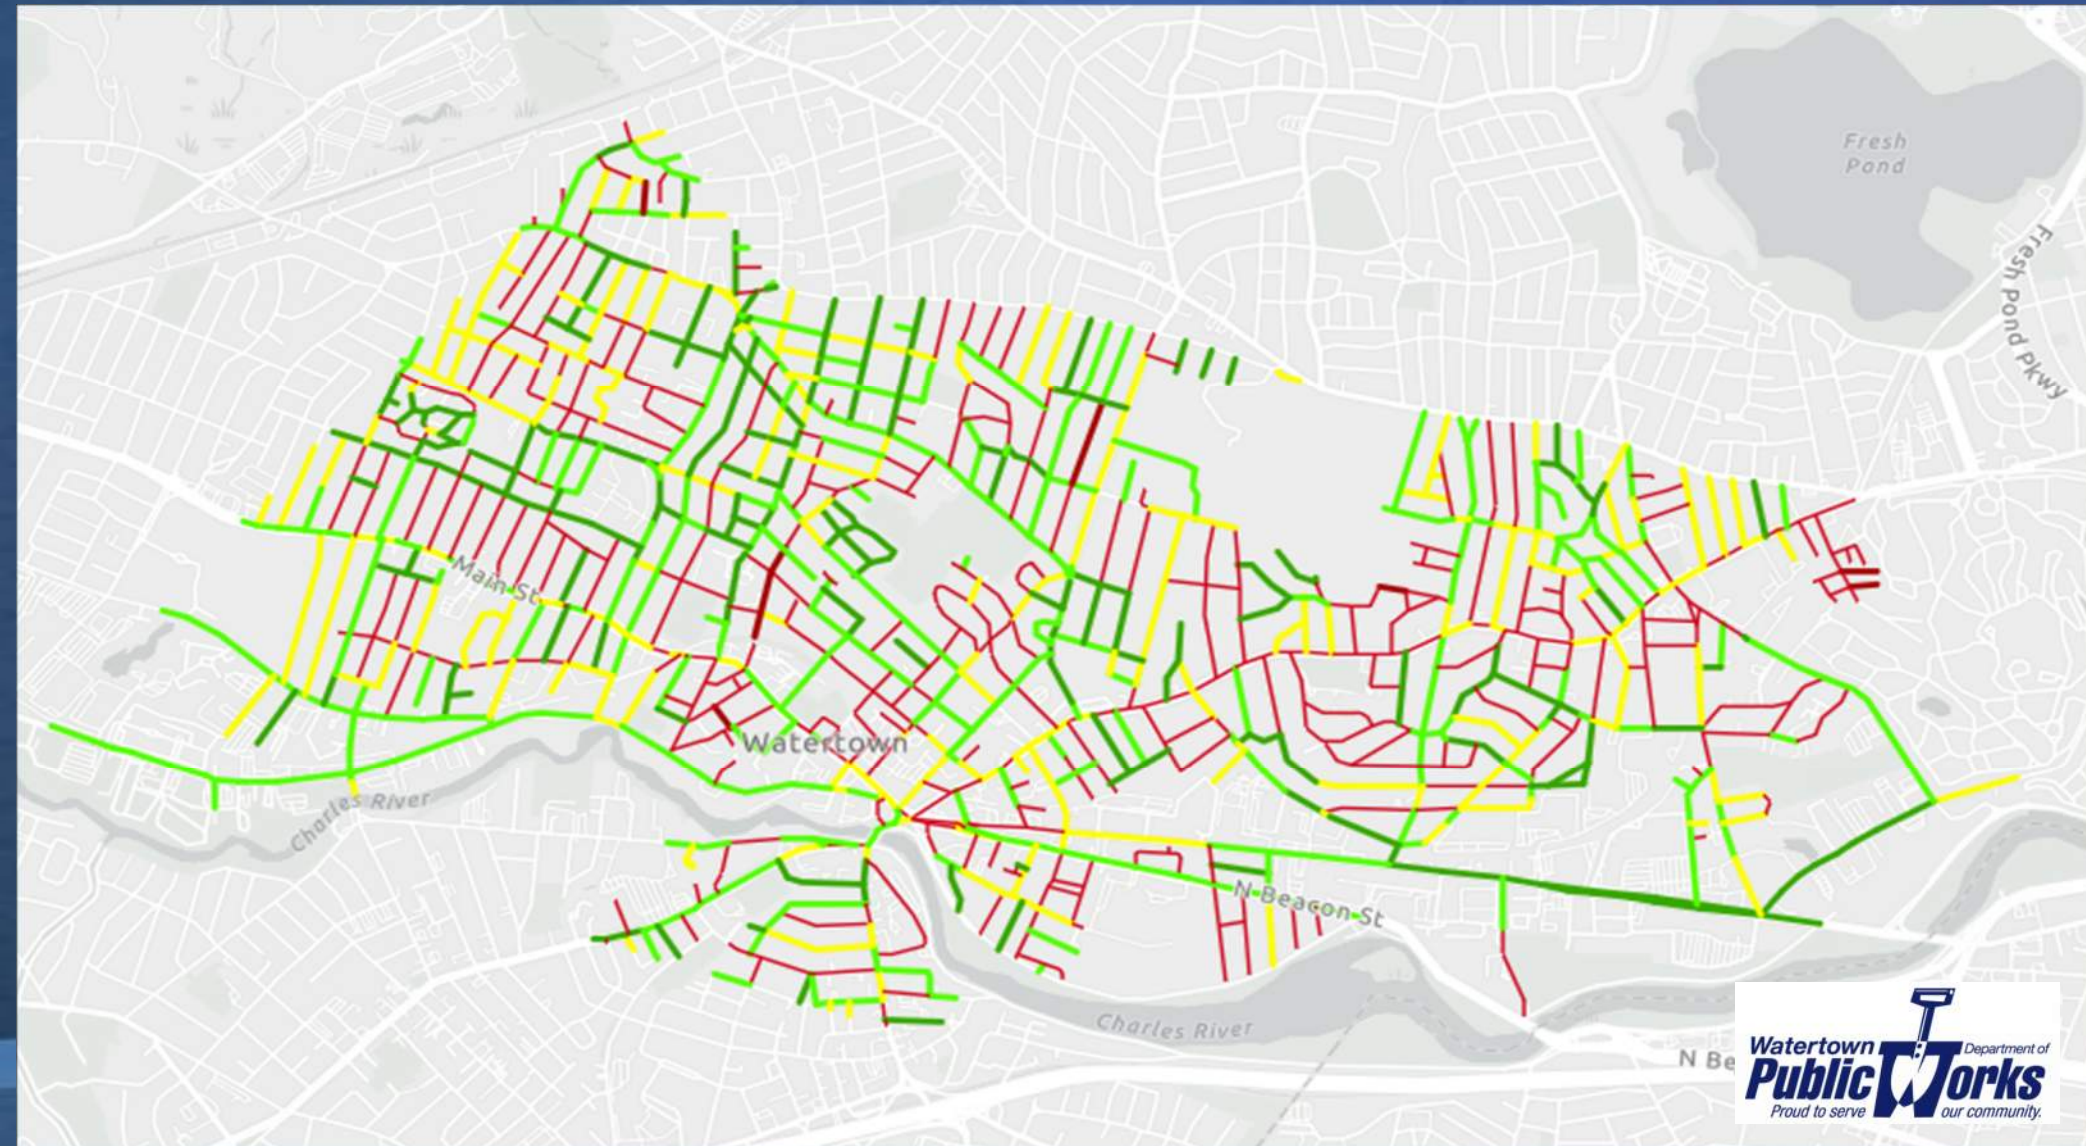 Fresh
Pond
Fresh Pond Pkwy
Main St
Watertown
Charles River
N Beacon St
Charles River
N Be
Watertown
Department of
Public Works
Proud to serve
our community.